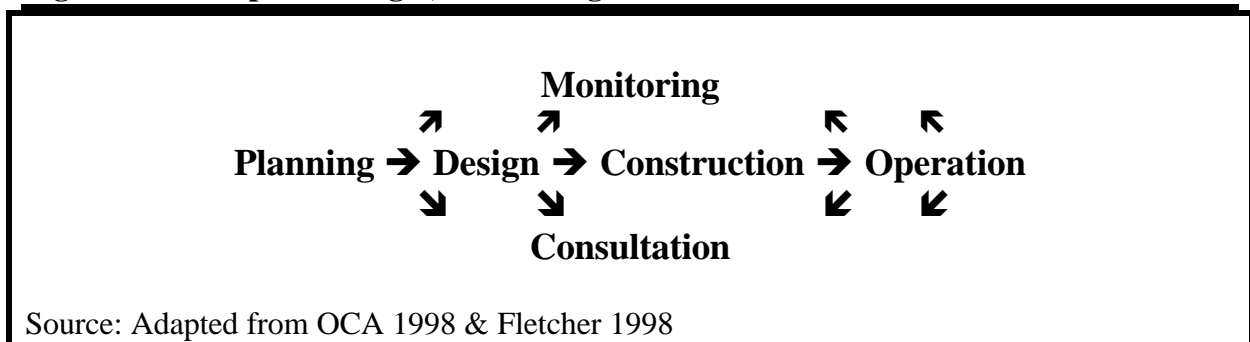 Monitoring
↗ ↗ ↖ ↖
Planning → Design → Construction → Operation
↘ ↘ ↙ ↙
Consultation
Source: Adapted from OCA 1998 & Fletcher 1998